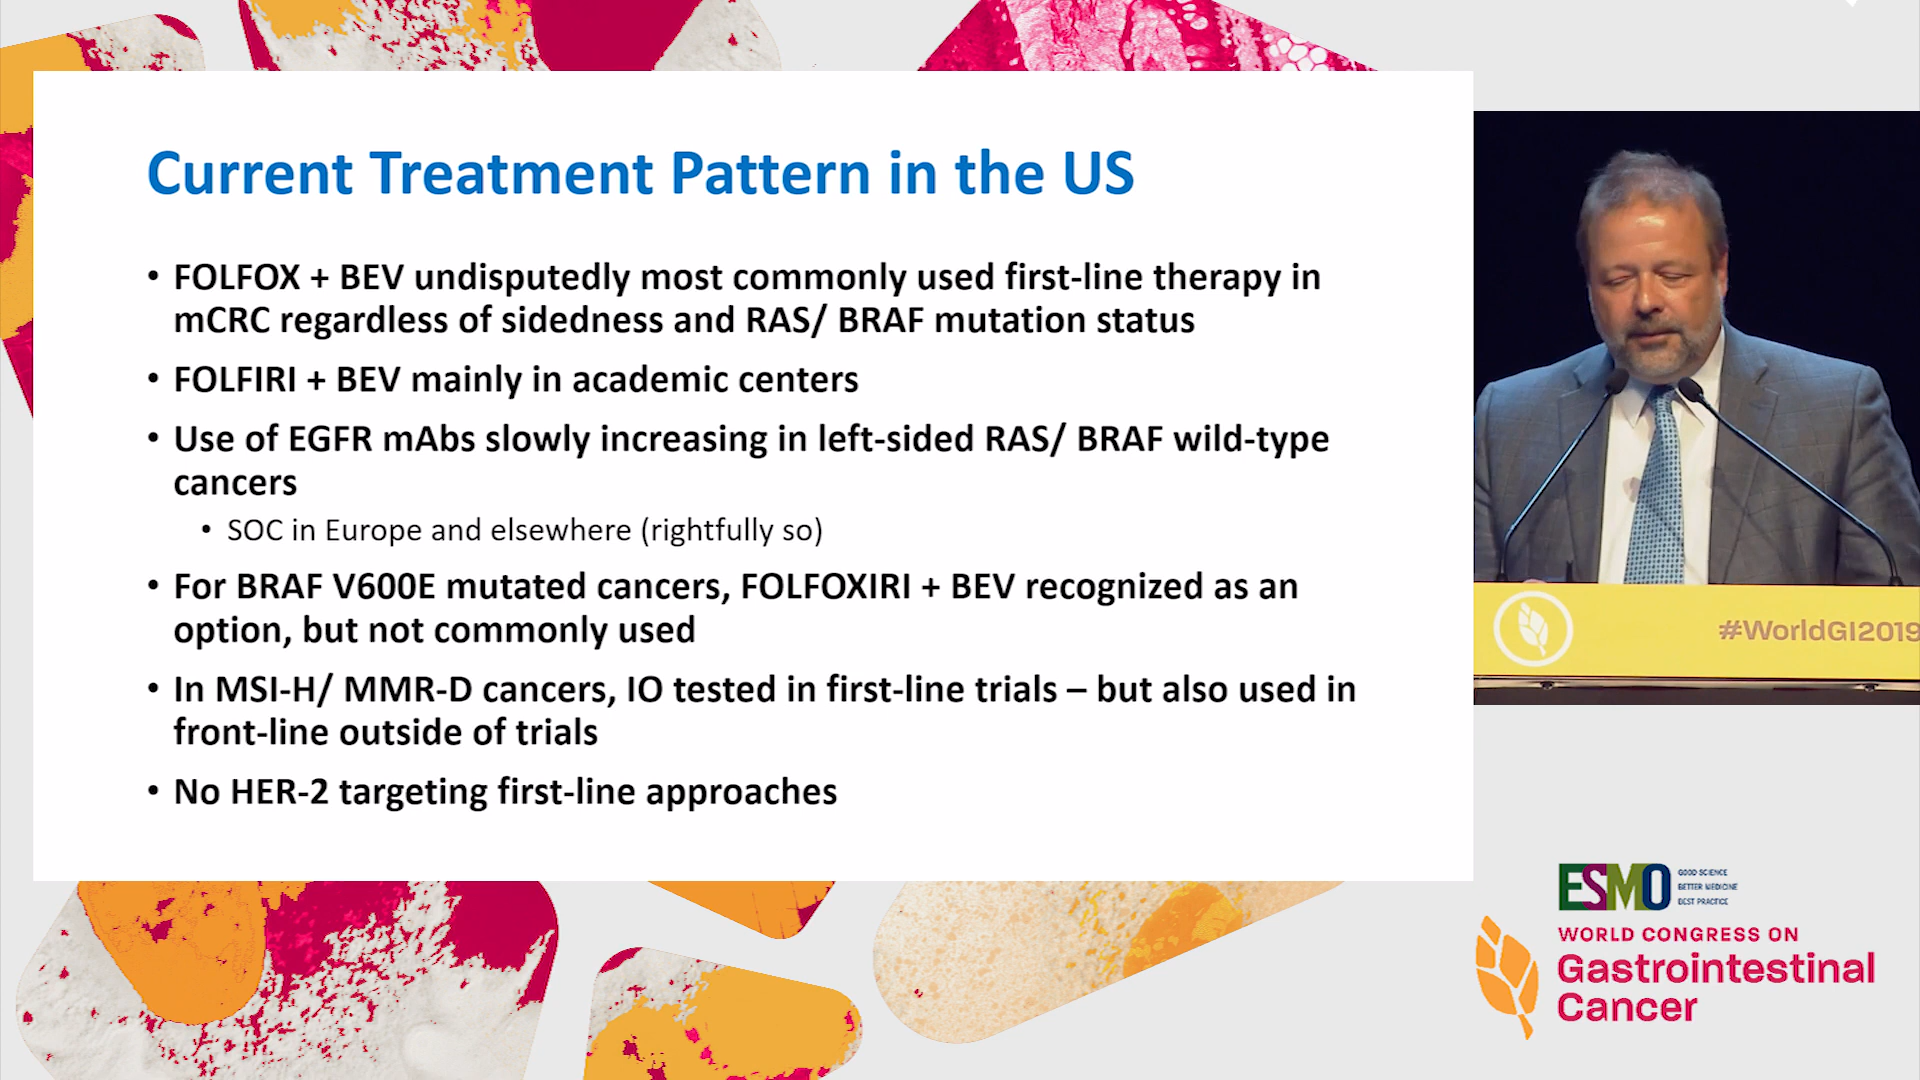 Current Treatment Pattern in the US
• FOLFOX + BEV undisputedly most commonly used first-line therapy in
mCRC regardless of sidedness and RAS/ BRAF mutation status
• FOLFIRI + BEV mainly in academic centers
• Use of EGFR mAbs slowly increasing in left-sided RAS/ BRAF wild-type
cancers
• SOC in Europe and elsewhere (rightfully so)
• For BRAF V600E mutated cancers, FOLFOXIRI + BEV recognized as an
option, but not commonly used
• In MSI-H/ MMR-D cancers, IO tested in first-line trials – but also used in
front-line outside of trials
• No HER-2 targeting first-line approaches
#WorldGI2019
ESMO
GOOD SCIENCE
BETTER MEDICINE
BEST PRACTICE
WORLD CONGRESS ON
Gastrointestinal
Cancer